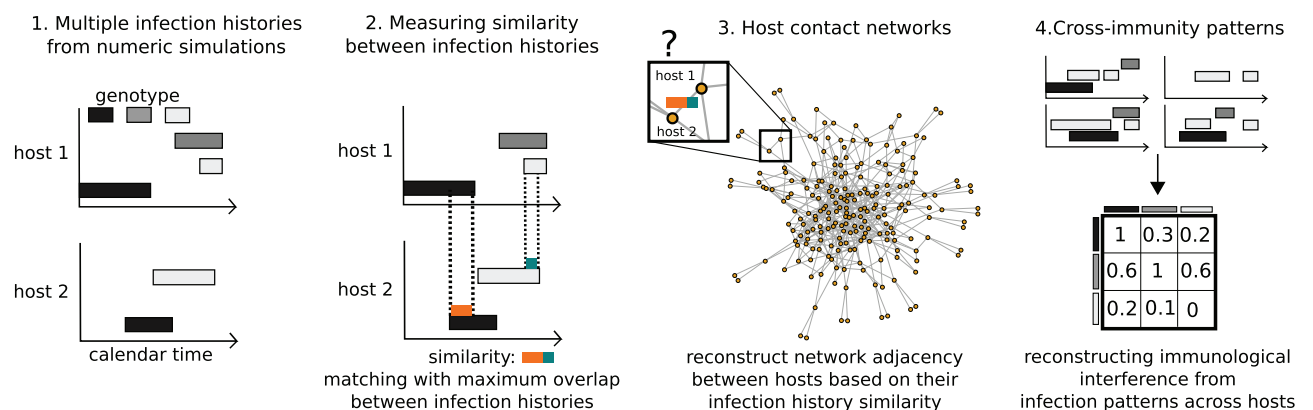 1. Multiple infection histories
from numeric simulations
genotype
host 1
host 2
calendar time
2. Measuring similarity
between infection histories
host 1
host 2
similarity:
matching with maximum overlap
between infection histories
3. Host contact networks
?
host 1
host 2
reconstruct network adjacency
between hosts based on their
infection history similarity
4.Cross-immunity patterns
1 0.3 0.2
0.6 1 0.6
0.2 0.1 0
reconstructing immunological
interference from
infection patterns across hosts